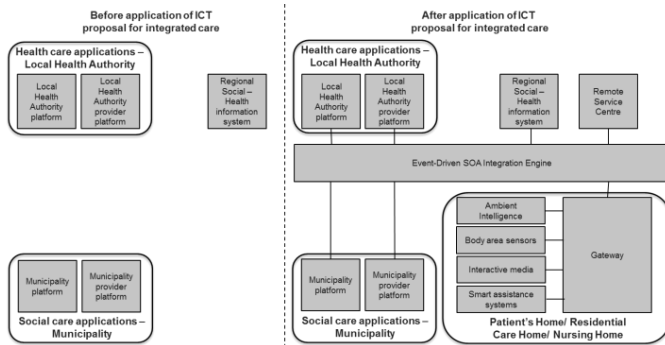 Before application of ICT
proposal for integrated care
Health care applications –
Local Health Authority
Local
Health
Authority
platform
Local
Health
Authority
provider
platform
Regional
Social –
Health
information
system
Municipality
platform
Municipality
provider
platform
Social care applications –
Municipality
After application of ICT
proposal for integrated care
Health care applications –
Local Health Authority
Local
Health
Authority
platform
Local
Health
Authority
provider
platform
Regional
Social –
Health
information
system
Remote
Service
Centre
Event-Driven SOA Integration Engine
Municipality
platform
Municipality
provider
platform
Social care applications –
Municipality
Ambient
Intelligence
Body area sensors
Interactive media
Smart assistance
systems
Gateway
Patient's Home/ Residential
Care Home/ Nursing Home